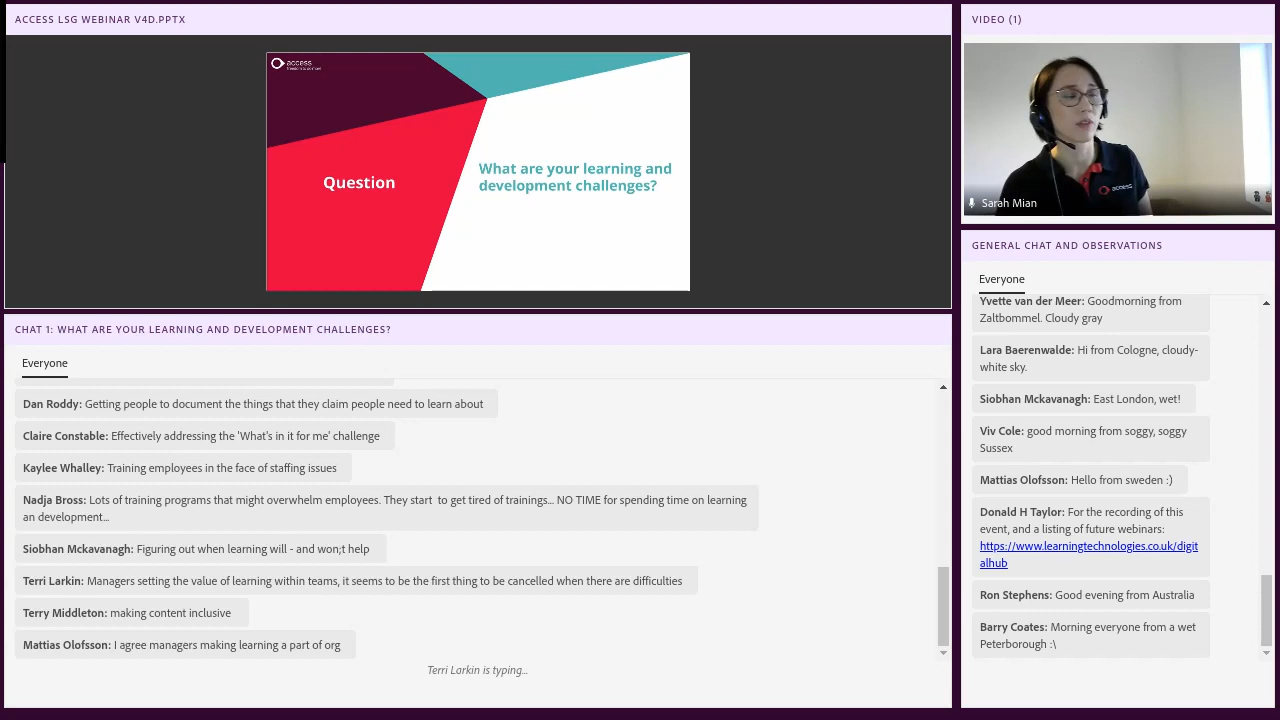 ACCESS LSG WEBINAR V4D.PPTX
access
Question
What are your learning and
development challenges?
VIDEO (1)
access
Sarah Mian
CHAT 1: WHAT ARE YOUR LEARNING AND DEVELOPMENT CHALLENGES?
Everyone
Dan Roddy: Getting people to document the things that they claim people need to learn about
Claire Constable: Effectively addressing the 'What's in it for me' challenge
Kaylee Whalley: Training employees in the face of staffing issues
Nadja Bross: Lots of training programs that might overwhelm employees. They start to get tired of trainings... NO TIME for spending time on learning
an development...
Siobhan Mckavanagh: Figuring out when learning will - and won;t help
Terri Larkin: Managers setting the value of learning within teams, it seems to be the first thing to be cancelled when there are difficulties
Terry Middleton: making content inclusive
Mattias Olofsson: I agree managers making learning a part of org
Terri Larkin is typing...
GENERAL CHAT AND OBSERVATIONS
Everyone
Yvette van der Meer: Goodmorning from
Zaltbommel. Cloudy gray
Lara Baerenwalde: Hi from Cologne, cloudy-
white sky.
Siobhan Mckavanagh: East London, wet!
Viv Cole: good morning from soggy, soggy
Sussex
Mattias Olofsson: Hello from sweden :)
Donald H Taylor: For the recording of this
event, and a listing of future webinars:
https://www.learningtechnologies.co.uk/digit
alhub
Ron Stephens: Good evening from Australia
Barry Coates: Morning everyone from a wet
Peterborough :\